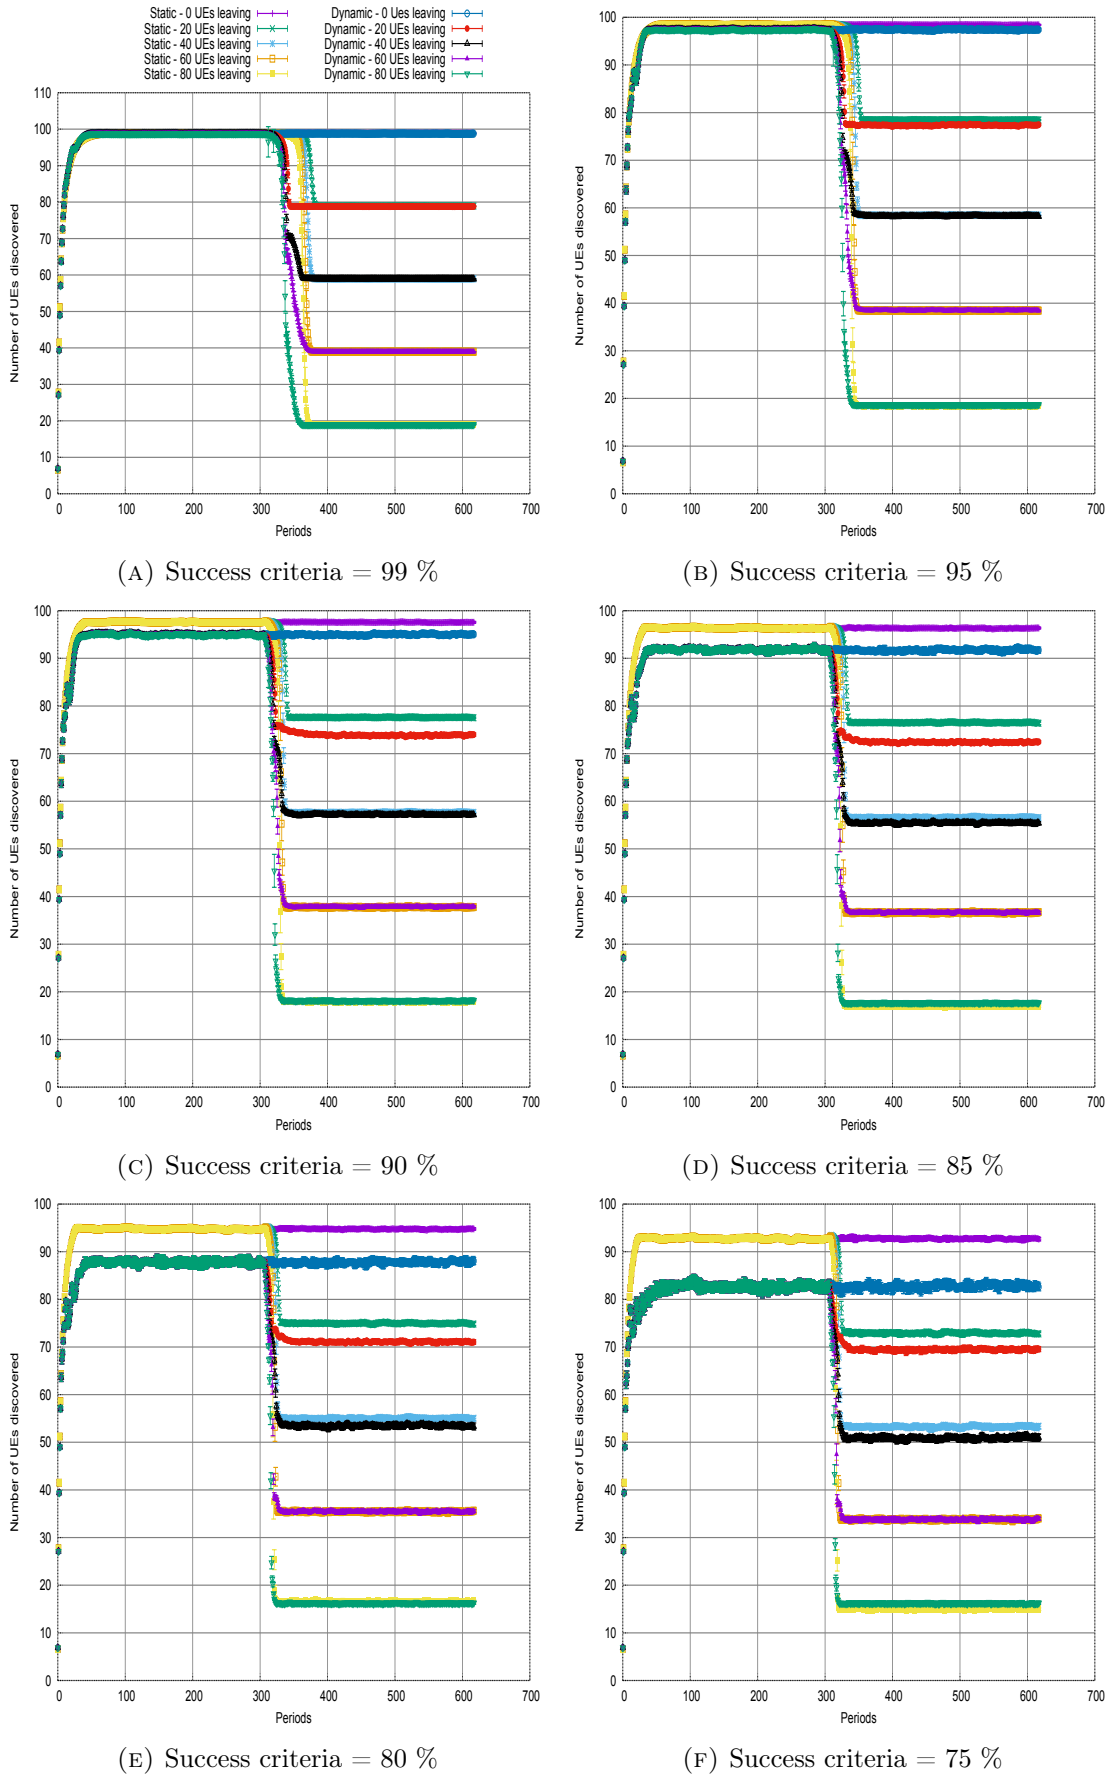 Static - 0 UEs leaving
Static - 20 UEs leaving
Static - 40 UEs leaving
Static - 60 UEs leaving
Static - 80 UEs leaving
Dynamic - 0 UEs leaving
Dynamic - 20 UEs leaving
Dynamic - 40 UEs leaving
Dynamic - 60 UEs leaving
Dynamic - 80 UEs leaving
110
100
90
80
70
60
50
40
30
20
10
0
Number of UEs discovered
0 100 200 300 400 500 600 700
Periods
(A) Success criteria = 99 %
100
90
80
70
60
50
40
30
20
10
0
Number of UEs discovered
0 100 200 300 400 500 600 700
Periods
(B) Success criteria = 95 %
100
90
80
70
60
50
40
30
20
10
0
Number of UEs discovered
0 100 200 300 400 500 600 700
Periods
(C) Success criteria = 90 %
100
90
80
70
60
50
40
30
20
10
0
Number of UEs discovered
0 100 200 300 400 500 600 700
Periods
(D) Success criteria = 85 %
100
90
80
70
60
50
40
30
20
10
0
Number of UEs discovered
0 100 200 300 400 500 600 700
Periods
(E) Success criteria = 80 %
100
90
80
70
60
50
40
30
20
10
0
Number of UEs discovered
0 100 200 300 400 500 600 700
Periods
(F) Success criteria = 75 %